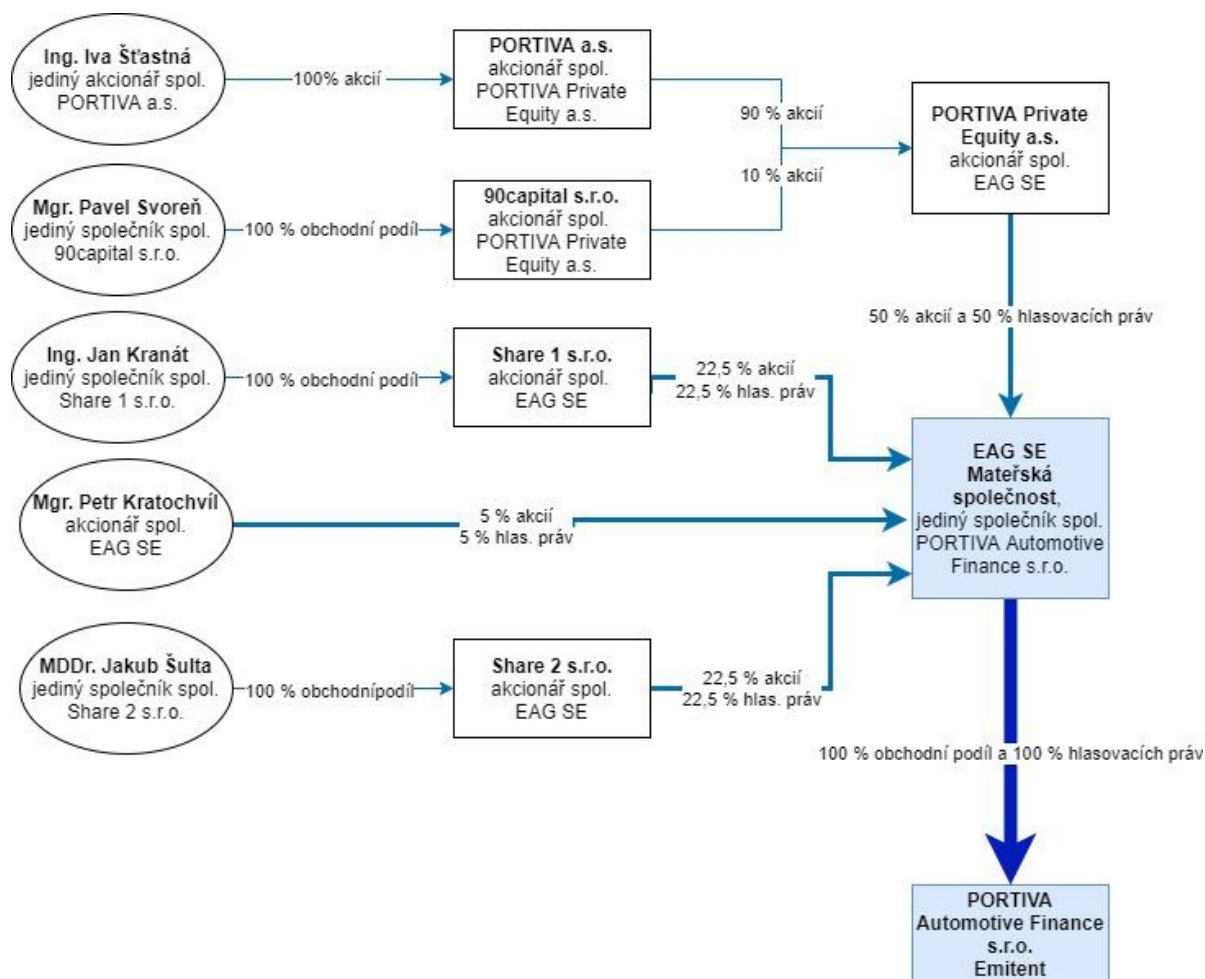 Ing. Iva Šťastná
jediný akcionář spol.
PORTIVA a.s.
100% akcií
PORTIVA a.s.
akcionář spol.
PORTIVA Private
Equity a.s.
90 % akcií
10 % akcií
PORTIVA Private
Equity a.s.
akcionář spol.
EAG SE
Mgr. Pavel Svoreň
jediný společník spol.
90capital s.r.o.
100 % obchodní podíl
90capital s.r.o.
akcionář spol.
PORTIVA Private
Equity a.s.
50 % akcií a 50 % hlasovacích práv
Ing. Jan Kranát
jediný společník spol.
Share 1 s.r.o.
100 % obchodní podíl
Share 1 s.r.o.
akcionář spol.
EAG SE
22,5 % akcií
22,5 % hlas. práv
Mgr. Petr Kratochvíl
akcionář spol.
EAG SE
5 % akcií
5 % hlas. práv
EAG SE
Mateřská
společnost,
jediný společník spol.
PORTIVA Automotive
Finance s.r.o.
MDDr. Jakub Šulta
jediný společník spol.
Share 2 s.r.o.
100 % obchodnípodíl
Share 2 s.r.o.
akcionář spol.
EAG SE
22,5 % akcií
22,5 % hlas. práv
100 % obchodní podíl a 100 % hlasovacích práv
PORTIVA
Automotive Finance
s.r.o.
Emitent